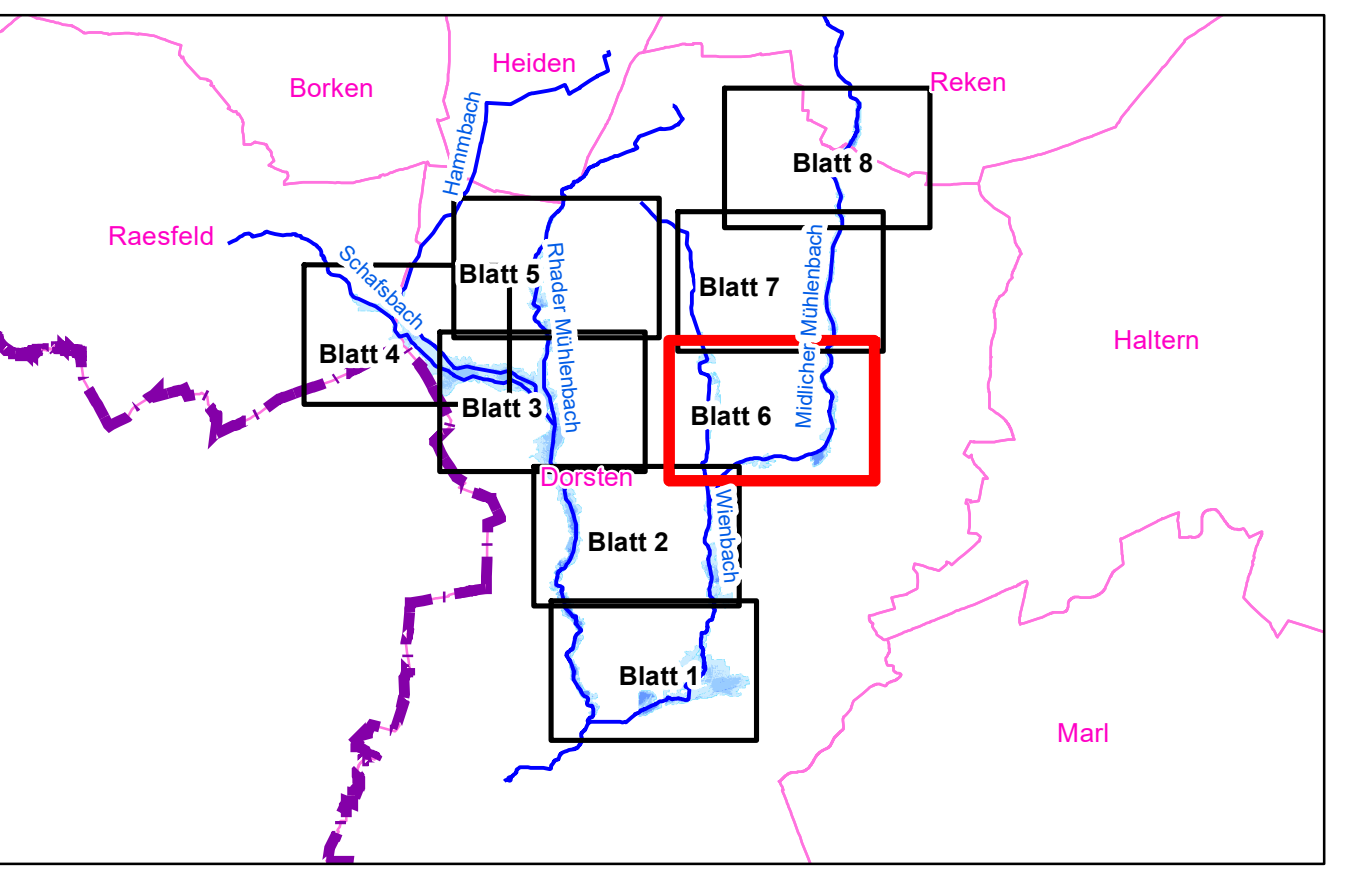 Heiden
Borken
Reken
Hammbach
Blatt 8
Raesfeld
Schafsbach
Blatt 5
Rhader Mühlenbach
Blatt 7
Midlicher Mühlenbach
Haltern
Blatt 4
Blatt 3
Blatt 6
Dorsten
Wienbach
Blatt 2
Blatt 1
Marl